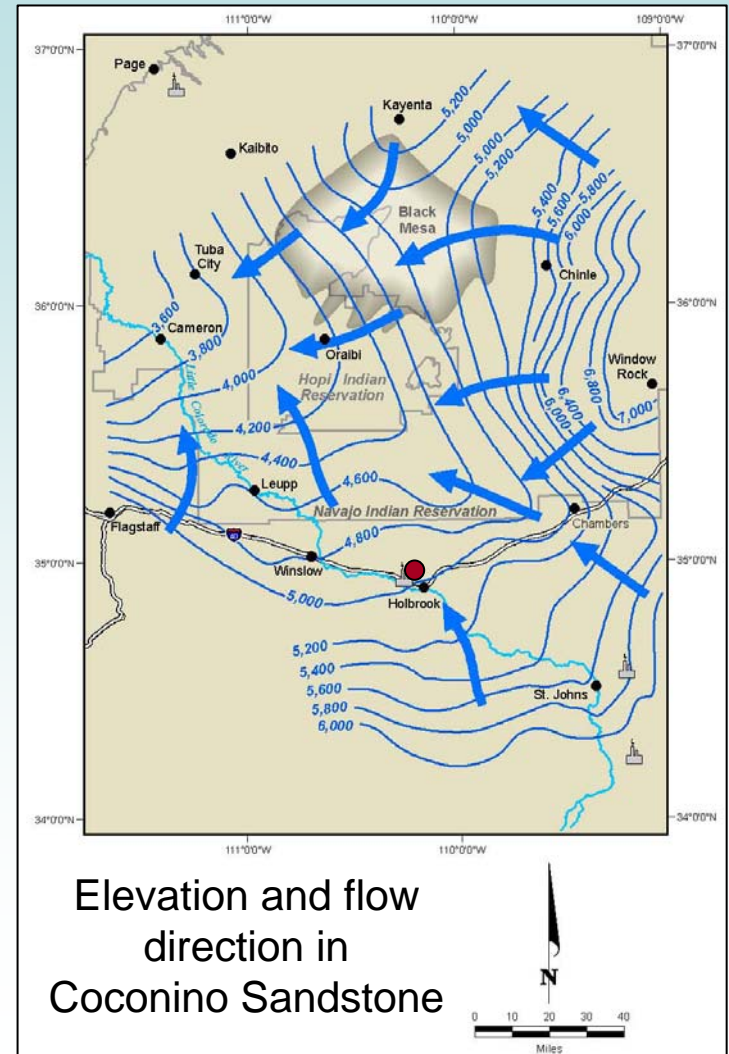 111°0'0"W
110°0'0"W
109°0'0"W
37°0'0"N
37°0'0"N
Page
Kayenta
5,200
5,000
5,000
5,200
Kaibito
5,400
5,600
5,800
6,000
Black
Mesa
Tuba
City
Chinle
36°0'0"N
36°0'0"N
3,600
Cameron
3,800
Oraibi
Window
Rock
4,000
Hopi Indian
Reservation
6,800
7,000
6,400
6,000
Little Colorado River
4,200
4,400
4,600
Leupp
Navajo Indian Reservation
Flagstaff
4,800
Chambers
40
35°0'0"N
35°0'0"N
Winslow
5,000
Holbrook
5,200
5,400
5,600
5,800
6,000
St. Johns
34°0'0"N
34°0'0"N
111°0'0"W
110°0'0"W
Elevation and flow
direction in
Coconino Sandstone
N
0 10 20 30 40
Miles